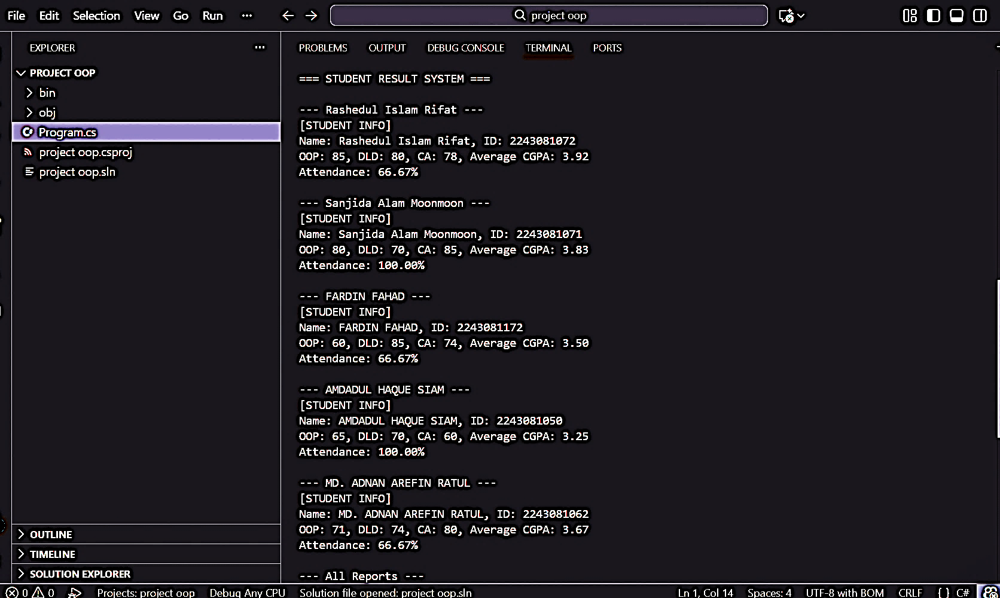 File Edit Selection View Go Run ···
project oop
EXPLORER ···
PROJECT OOP
bin
obj
C# Program.cs
project oop.csproj
project oop.sln
OUTLINE
TIMELINE
SOLUTION EXPLORER
PROBLEMS OUTPUT DEBUG CONSOLE TERMINAL PORTS
=== STUDENT RESULT SYSTEM ===
--- Rashedul Islam Rifat ---
[STUDENT INFO]
Name: Rashedul Islam Rifat, ID: 2243081072
OOP: 85, DLD: 80, CA: 78, Average CGPA: 3.92
Attendance: 66.67%
--- Sanjida Alam Moonmoon ---
[STUDENT INFO]
Name: Sanjida Alam Moonmoon, ID: 2243081071
OOP: 80, DLD: 70, CA: 85, Average CGPA: 3.83
Attendance: 100.00%
--- FARDIN FAHAD ---
[STUDENT INFO]
Name: FARDIN FAHAD, ID: 2243081172
OOP: 60, DLD: 85, CA: 74, Average CGPA: 3.50
Attendance: 66.67%
--- AMDADUL HAQUE SIAM ---
[STUDENT INFO]
Name: AMDADUL HAQUE SIAM, ID: 2243081050
OOP: 65, DLD: 70, CA: 60, Average CGPA: 3.25
Attendance: 100.00%
--- MD. ADNAN AREFIN RATUL ---
[STUDENT INFO]
Name: MD. ADNAN AREFIN RATUL, ID: 2243081062
OOP: 71, DLD: 74, CA: 80, Average CGPA: 3.67
Attendance: 66.67%
--- All Reports ---
0 0 Projects: project oop Debug Any CPU Solution file opened: project oop.sln Ln 1, Col 14 Spaces: 4 UTF-8 with BOM CRLF { } C#